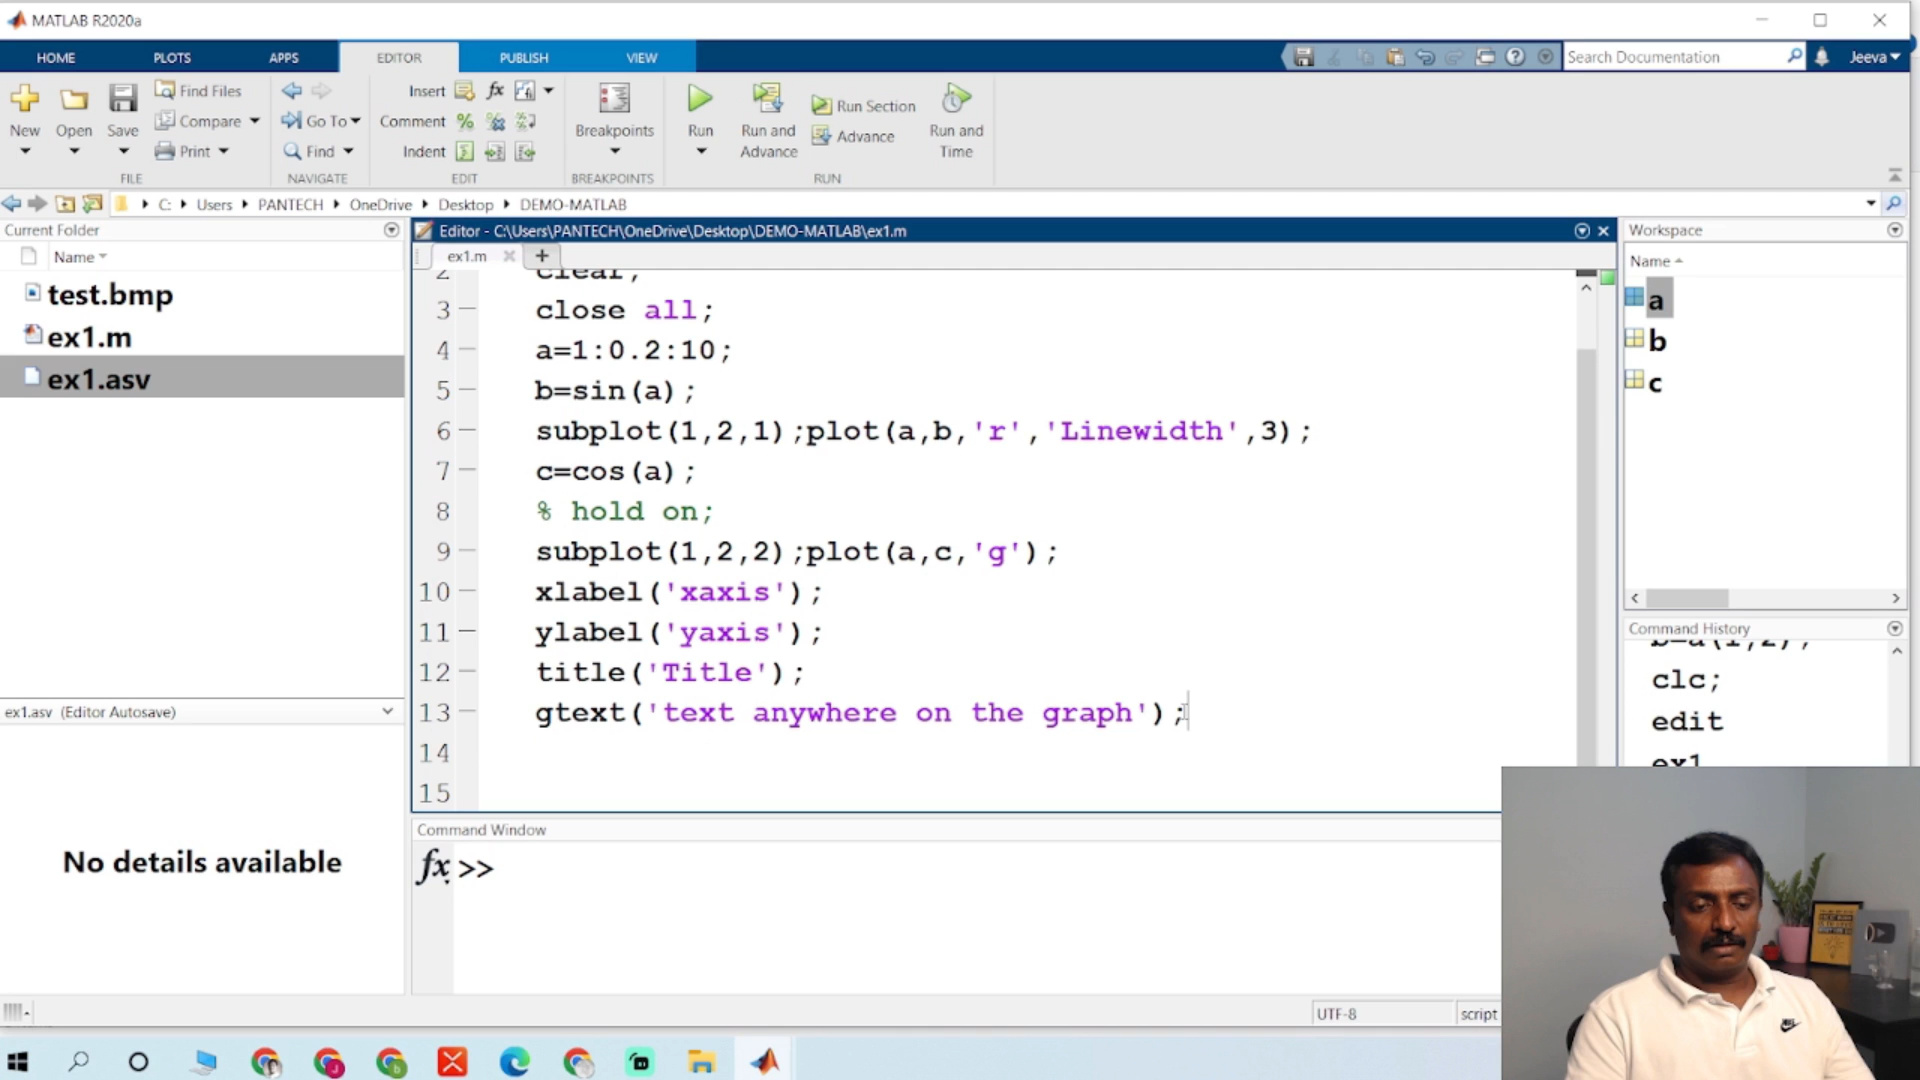 MATLAB R2020a
HOME PLOTS APPS EDITOR PUBLISH VIEW
Search Documentation
Jeeva
New
Open
Save
Find Files
Compare
Print
FILE
Go To
Find
NAVIGATE
Insert
Comment
Indent
EDIT
Breakpoints
BREAKPOINTS
Run
Run and
Advance
Run Section
Advance
Run and
Time
RUN
C: Users PANTECH OneDrive Desktop DEMO-MATLAB
Current Folder
Name
test.bmp
ex1.m
ex1.asv
ex1.asv (Editor Autosave)
No details available
Editor - C:\Users\PANTECH\OneDrive\Desktop\DEMO-MATLAB\ex1.m
ex1.m
2 clear;
3 close all;
4 a=1:0.2:10;
5 b=sin(a);
6 subplot(1,2,1);plot(a,b,'r','Linewidth',3);
7 c=cos(a);
8 % hold on;
9 subplot(1,2,2);plot(a,c,'g');
10 xlabel('xaxis');
11 ylabel('yaxis');
12 title('Title');
13 gtext('text anywhere on the graph');
14
15
Command Window
fx >>
Workspace
Name
a
b
c
Command History
b=a(1,2);
clc;
edit
ex1
UTF-8
script